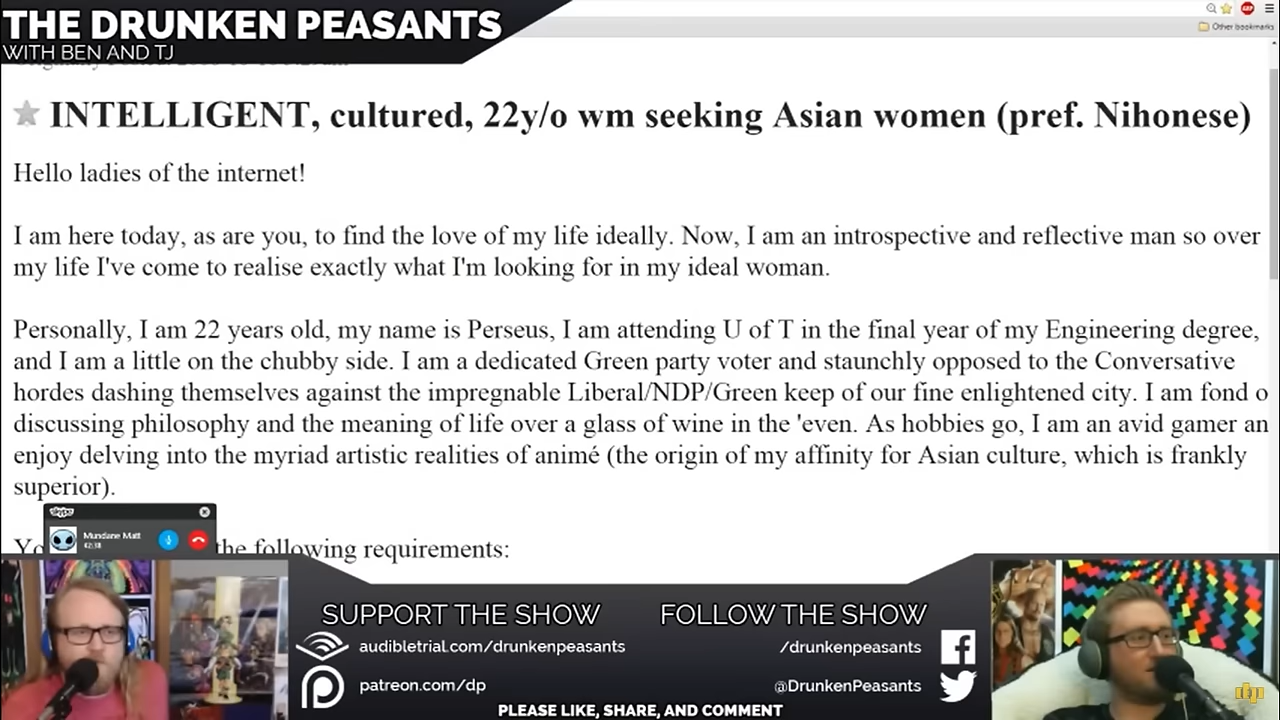 THE DRUNKEN PEASANTS
WITH BEN AND TJ
Other bookmarks
INTELLIGENT, cultured, 22y/o wm seeking Asian women (pref. Nihonese)
Hello ladies of the internet!
I am here today, as are you, to find the love of my life ideally. Now, I am an introspective and reflective man so over
my life I've come to realise exactly what I'm looking for in my ideal woman.
Personally, I am 22 years old, my name is Perseus, I am attending U of T in the final year of my Engineering degree,
and I am a little on the chubby side. I am a dedicated Green party voter and staunchly opposed to the Conversative
hordes dashing themselves against the impregnable Liberal/NDP/Green keep of our fine enlightened city. I am fond o
discussing philosophy and the meaning of life over a glass of wine in the 'even. As hobbies go, I am an avid gamer an
enjoy delving into the myriad artistic realities of animé (the origin of my affinity for Asian culture, which is frankly
superior).
skype
Mundane Matt
02:38
Yo the following requirements:
SUPPORT THE SHOW
audibletrial.com/drunkenpeasants
patreon.com/dp
FOLLOW THE SHOW
/drunkenpeasants
@DrunkenPeasants
PLEASE LIKE, SHARE, AND COMMENT